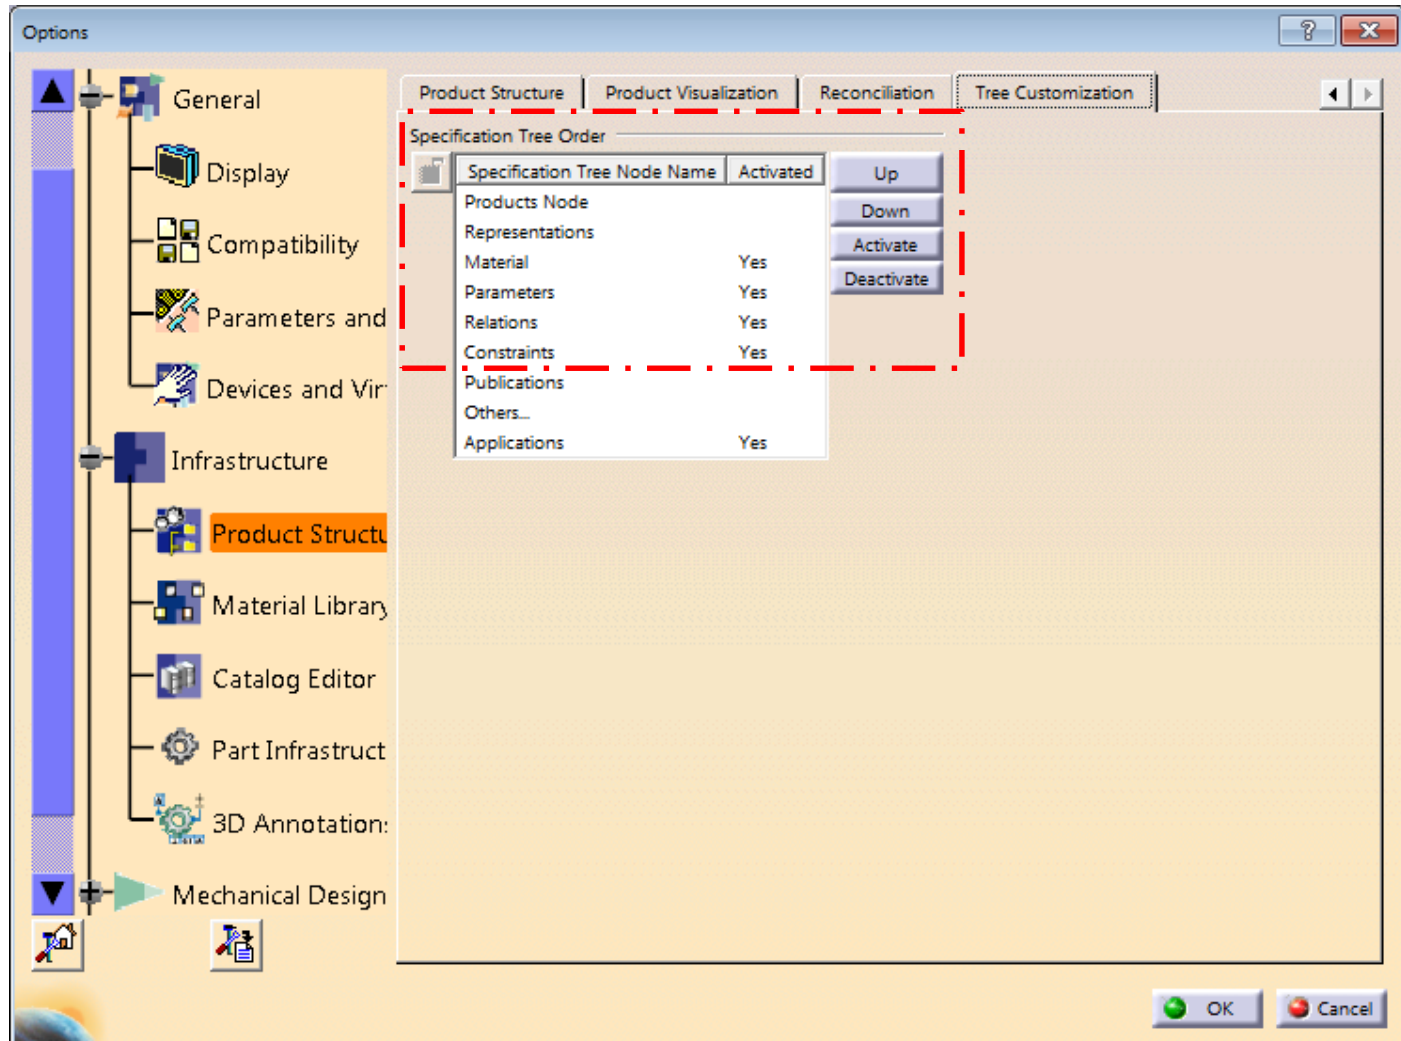 Options
General
Display
Compatibility
Parameters and
Devices and Vir
Infrastructure
Product Structu
Material Library
Catalog Editor
Part Infrastruct
3D Annotation
Mechanical Design
Product Structure Product Visualization Reconciliation Tree Customization
Specification Tree Order
Specification Tree Node Name Activated
Products Node
Representations
Material Yes
Parameters Yes
Relations Yes
Constraints Yes
Publications
Others...
Applications Yes
Up
Down
Activate
Deactivate
OK Cancel